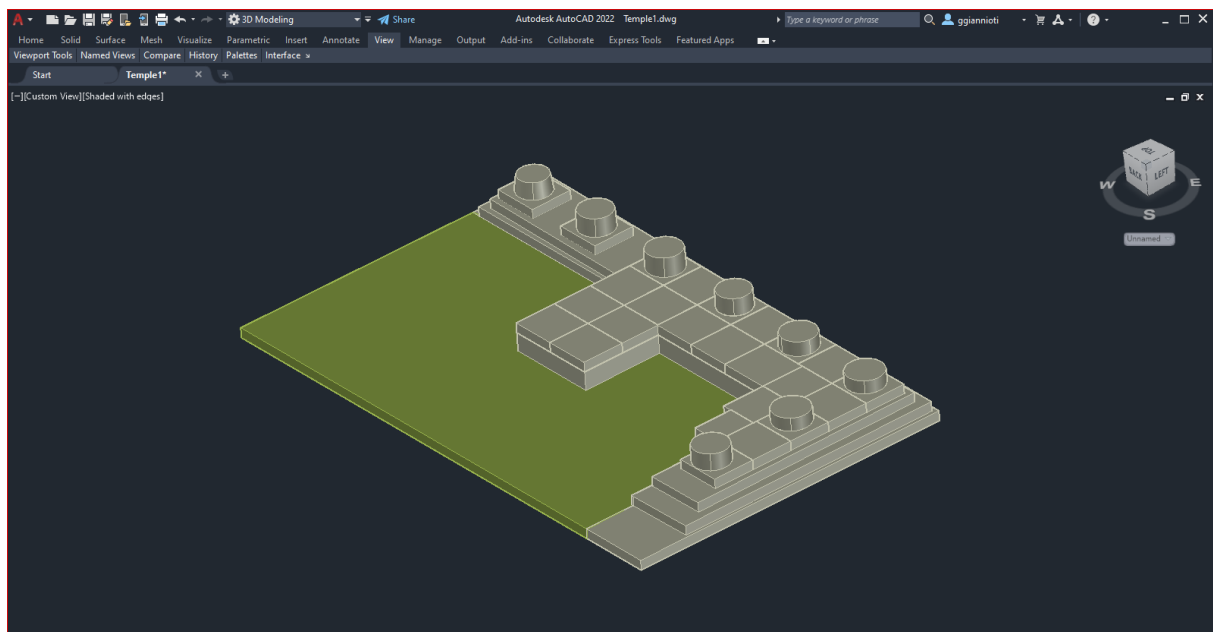 A 3D Modeling Share Autodesk AutoCAD 2022 Temple1.dwg Type a keyword or phrase ggiannioti
Home Solid Surface Mesh Visualize Parametric Insert Annotate View Manage Output Add-ins Collaborate Express Tools Featured Apps
Viewport Tools Named Views Compare History Palettes Interface
Start Temple1*
[−][Custom View][Shaded with edges]
TOP
BACK LEFT
W E
S
Unnamed